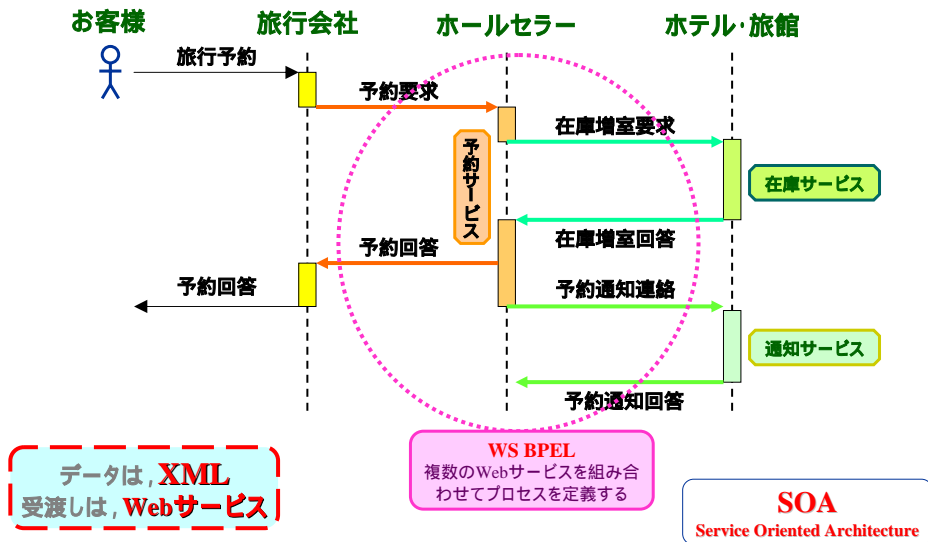 お客様
旅行会社
ホールセラー
ホテル・旅館
旅行予約
予約要求
在庫増室要求
予約サービス
在庫サービス
在庫増室回答
予約回答
予約回答
予約通知連絡
通知サービス
予約通知回答
WS BPEL
複数のWebサービスを組み合
わせてプロセスを定義する
データは,XML
受渡しは,Webサービス
SOA
Service Oriented Architecture